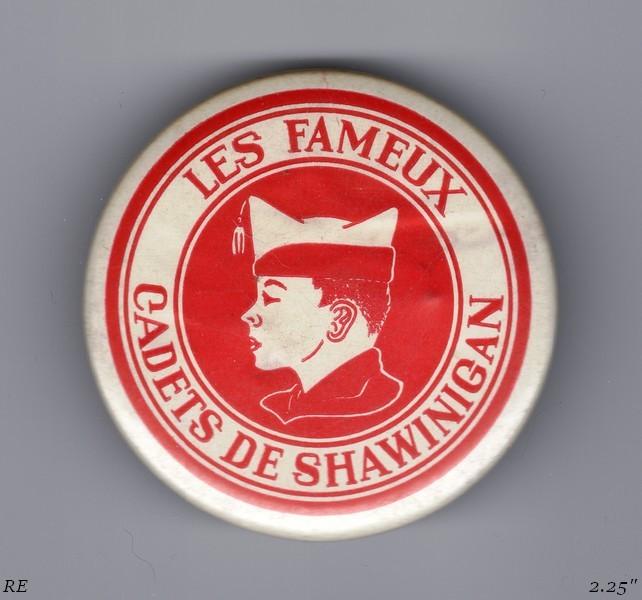 LES FAMEUX
CADETS DE SHAWINIGAN
RE
2.25"